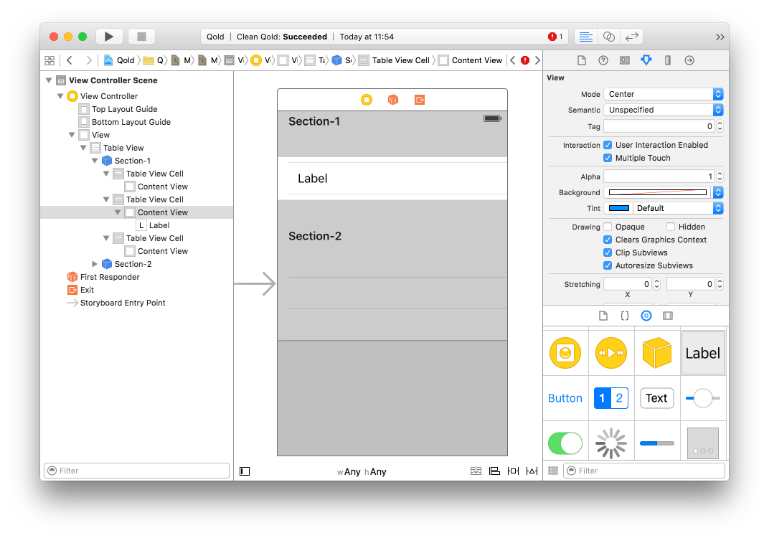 Qold | Clean Qold: Succeeded | Today at 11:54
1
Qold
Table View Cell
Content View
View Controller Scene
View Controller
Top Layout Guide
Bottom Layout Guide
View
Table View
Section-1
Table View Cell
Content View
Table View Cell
Content View
L Label
Table View Cell
Content View
Section-2
First Responder
Exit
Storyboard Entry Point
Filter
Section-1
Label
Section-2
wAny hAny
View
Mode Center
Semantic Unspecified
Tag 0
Interaction User Interaction Enabled
Multiple Touch
Alpha 1
Background
Tint Default
Drawing Opaque Hidden
Clears Graphics Context
Clip Subviews
Autoresize Subviews
Stretching 0 0
X Y
{}
Label
Button 1 2 Text
Filter